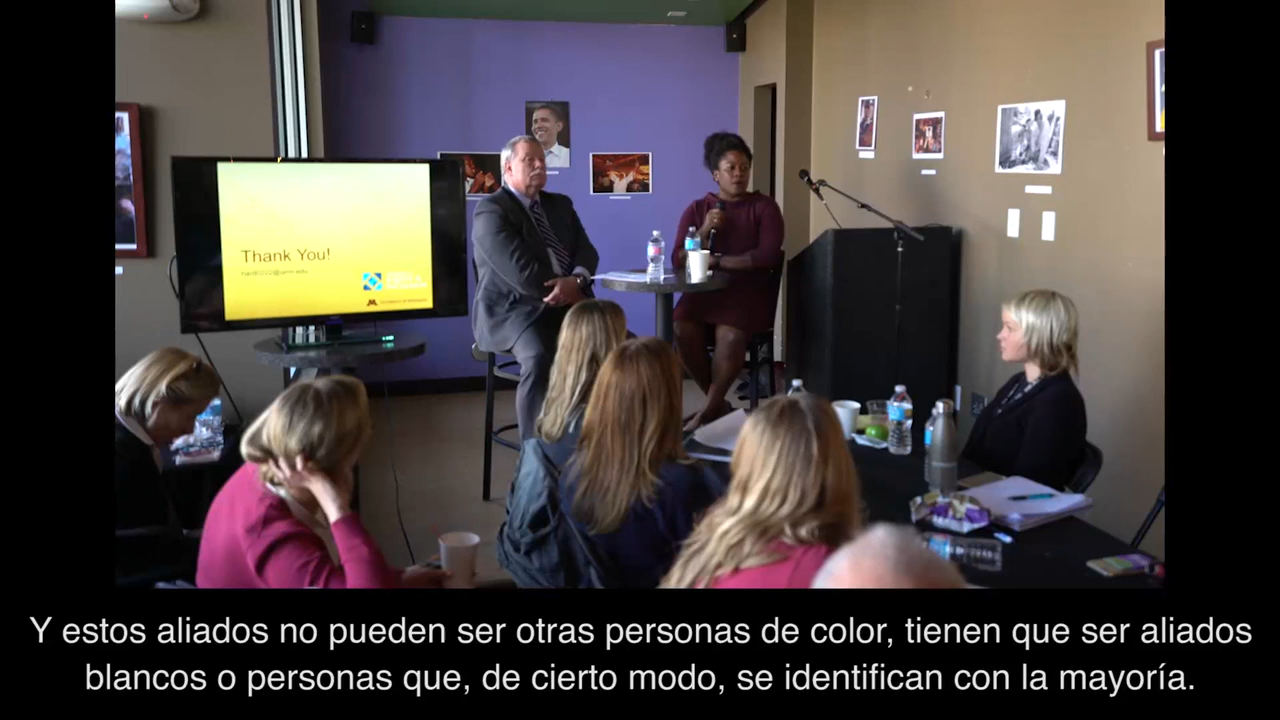 Thank You!
Y estos aliados no pueden ser otras personas de color, tienen que ser aliados
blancos o personas que, de cierto modo, se identifican con la mayoría.